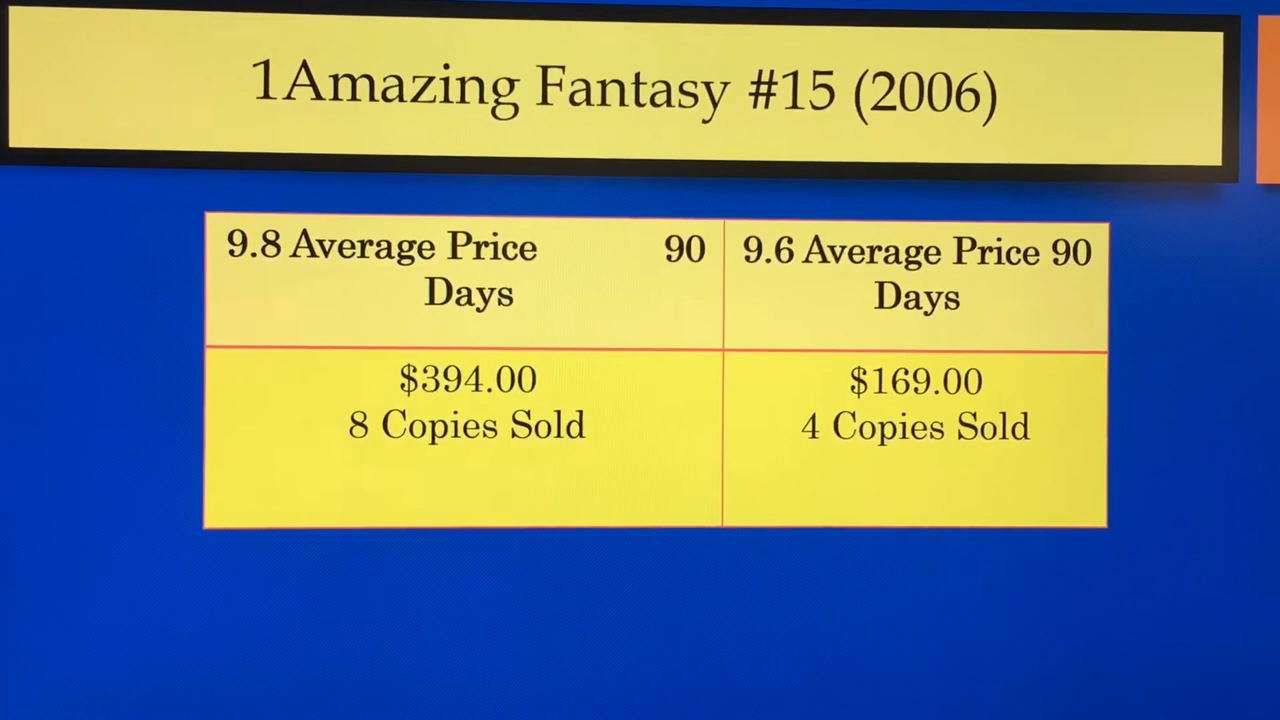 1Amazing Fantasy #15 (2006)
9.8 Average Price 90
Days
9.6 Average Price 90
Days
$394.00
8 Copies Sold
$169.00
4 Copies Sold